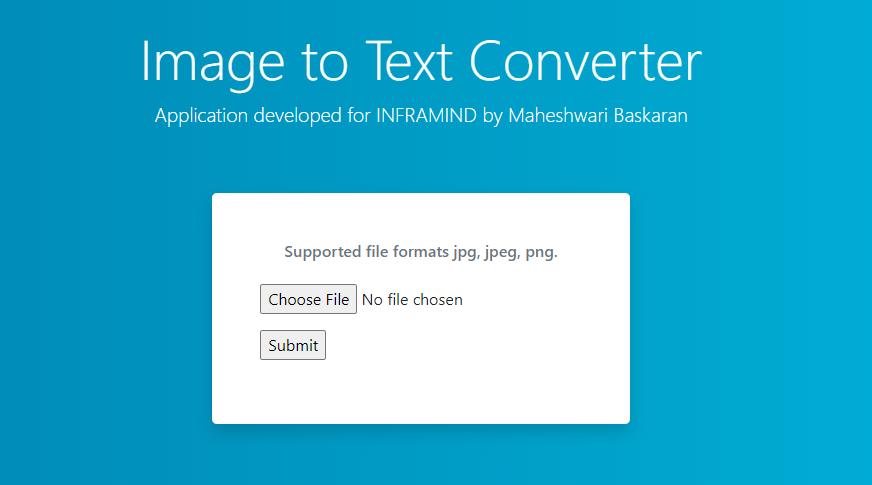 Image to Text Converter
Application developed for INFRAMIND by Maheshwari Baskaran
Supported file formats jpg, jpeg, png.
Choose File No file chosen
Submit